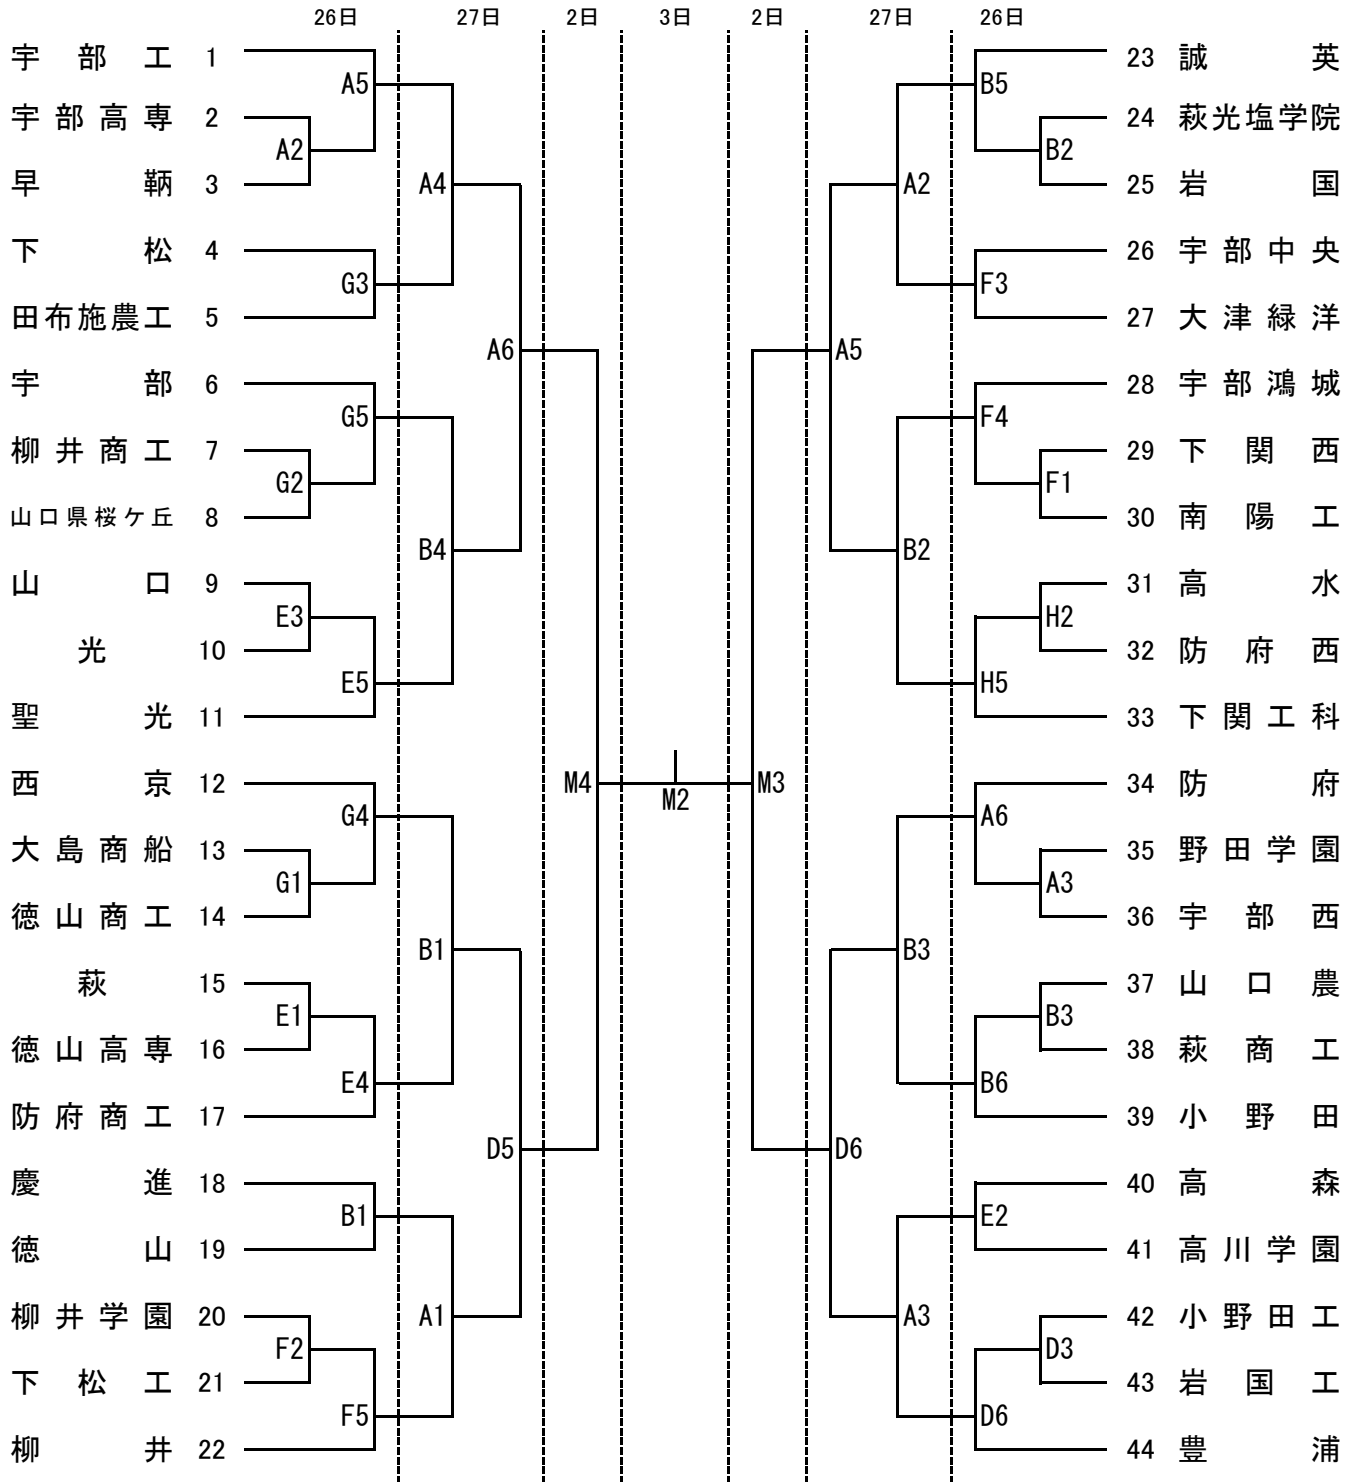 26日 27日 2日 3日 2日 27日 26日
宇部工 1 23 誠英
A5 B5
宇部高専 2 24 萩光塩学院
A2 B2
早鞆 3 A4 A2 25 岩国
下松 4 26 宇部中央
G3 F3
田布施農工 5 27 大津緑洋
A6 A5
宇部 6 28 宇部鴻城
G5 F4
柳井商工 7 29 下関西
G2 F1
山口県桜ケ丘 8 30 南陽工
B4 B2
山口 9 31 高水
E3 H2
光 10 32 防府西
E5 H5
聖光 11 33 下関工科
西京 12 M4 M2 M3 34 防府
G4 A6
大島商船 13 35 野田学園
G1 A3
徳山商工 14 36 宇部西
B1 B3
萩 15 37 山口農
E1 B3
徳山高専 16 38 萩商工
E4 B6
防府商工 17 39 小野田
D5 D6
慶進 18 40 高森
B1 E2
徳山 19 41 高川学園
柳井学園 20 A1 A3 42 小野田工
F2 D3
下松工 21 43 岩国工
F5 D6
柳井 22 44 豊浦